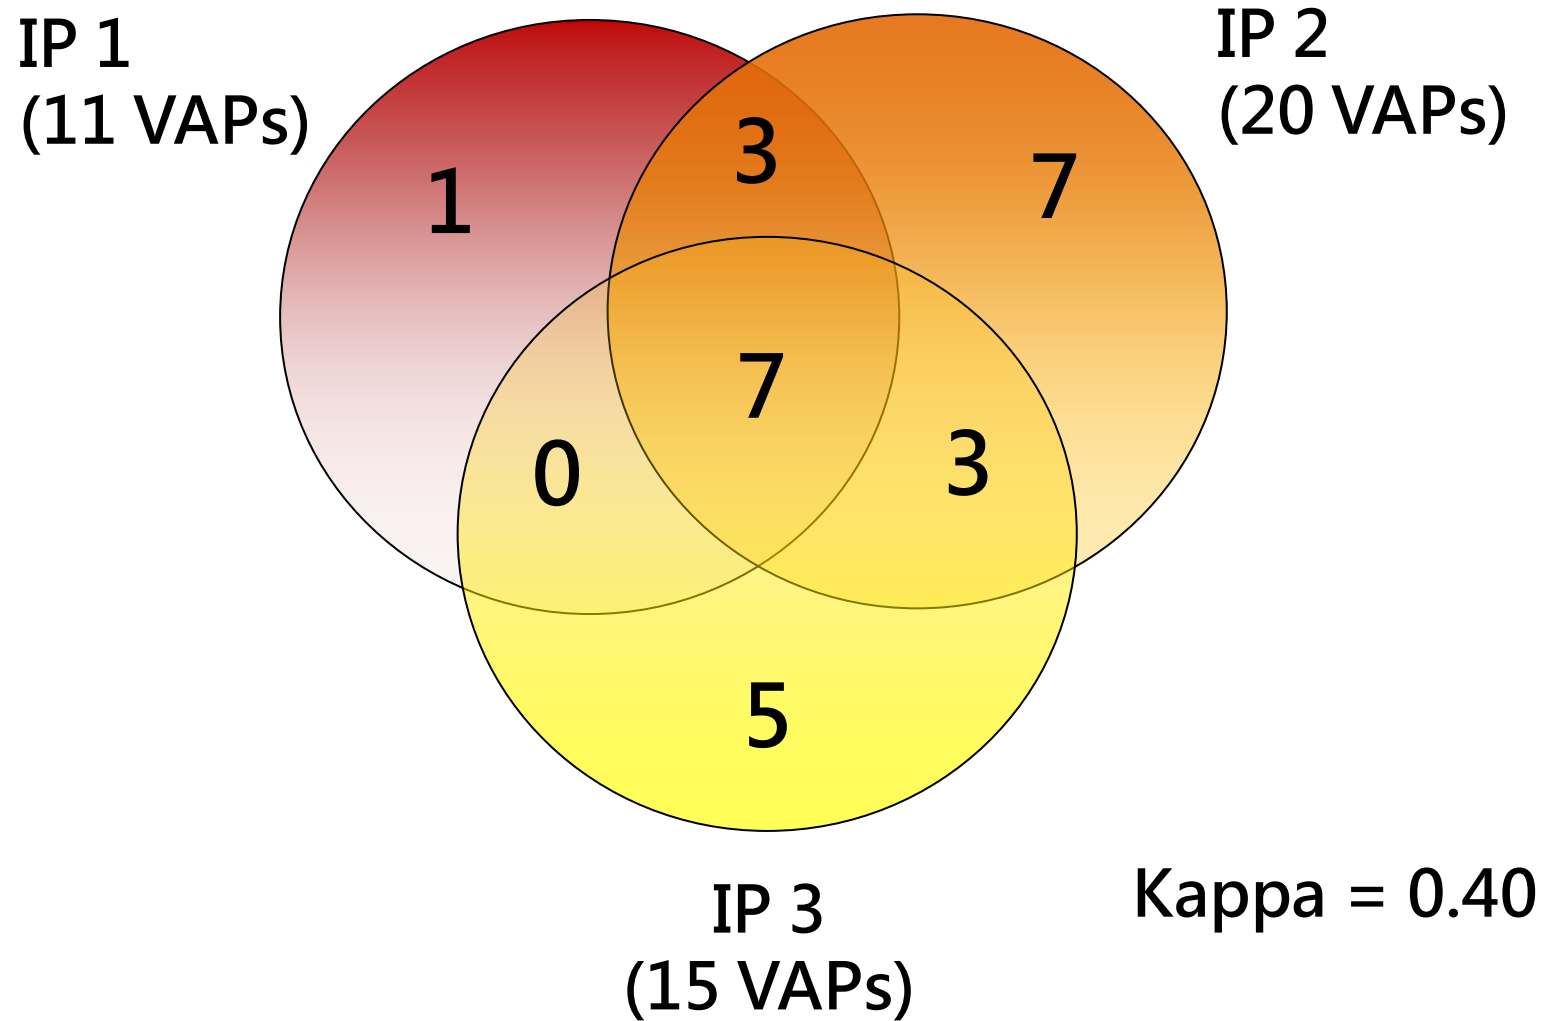 IP 1
(11 VAPs)
IP 2
(20 VAPs)
1
3
7
7
0
3
5
IP 3
(15 VAPs)
Kappa = 0.40